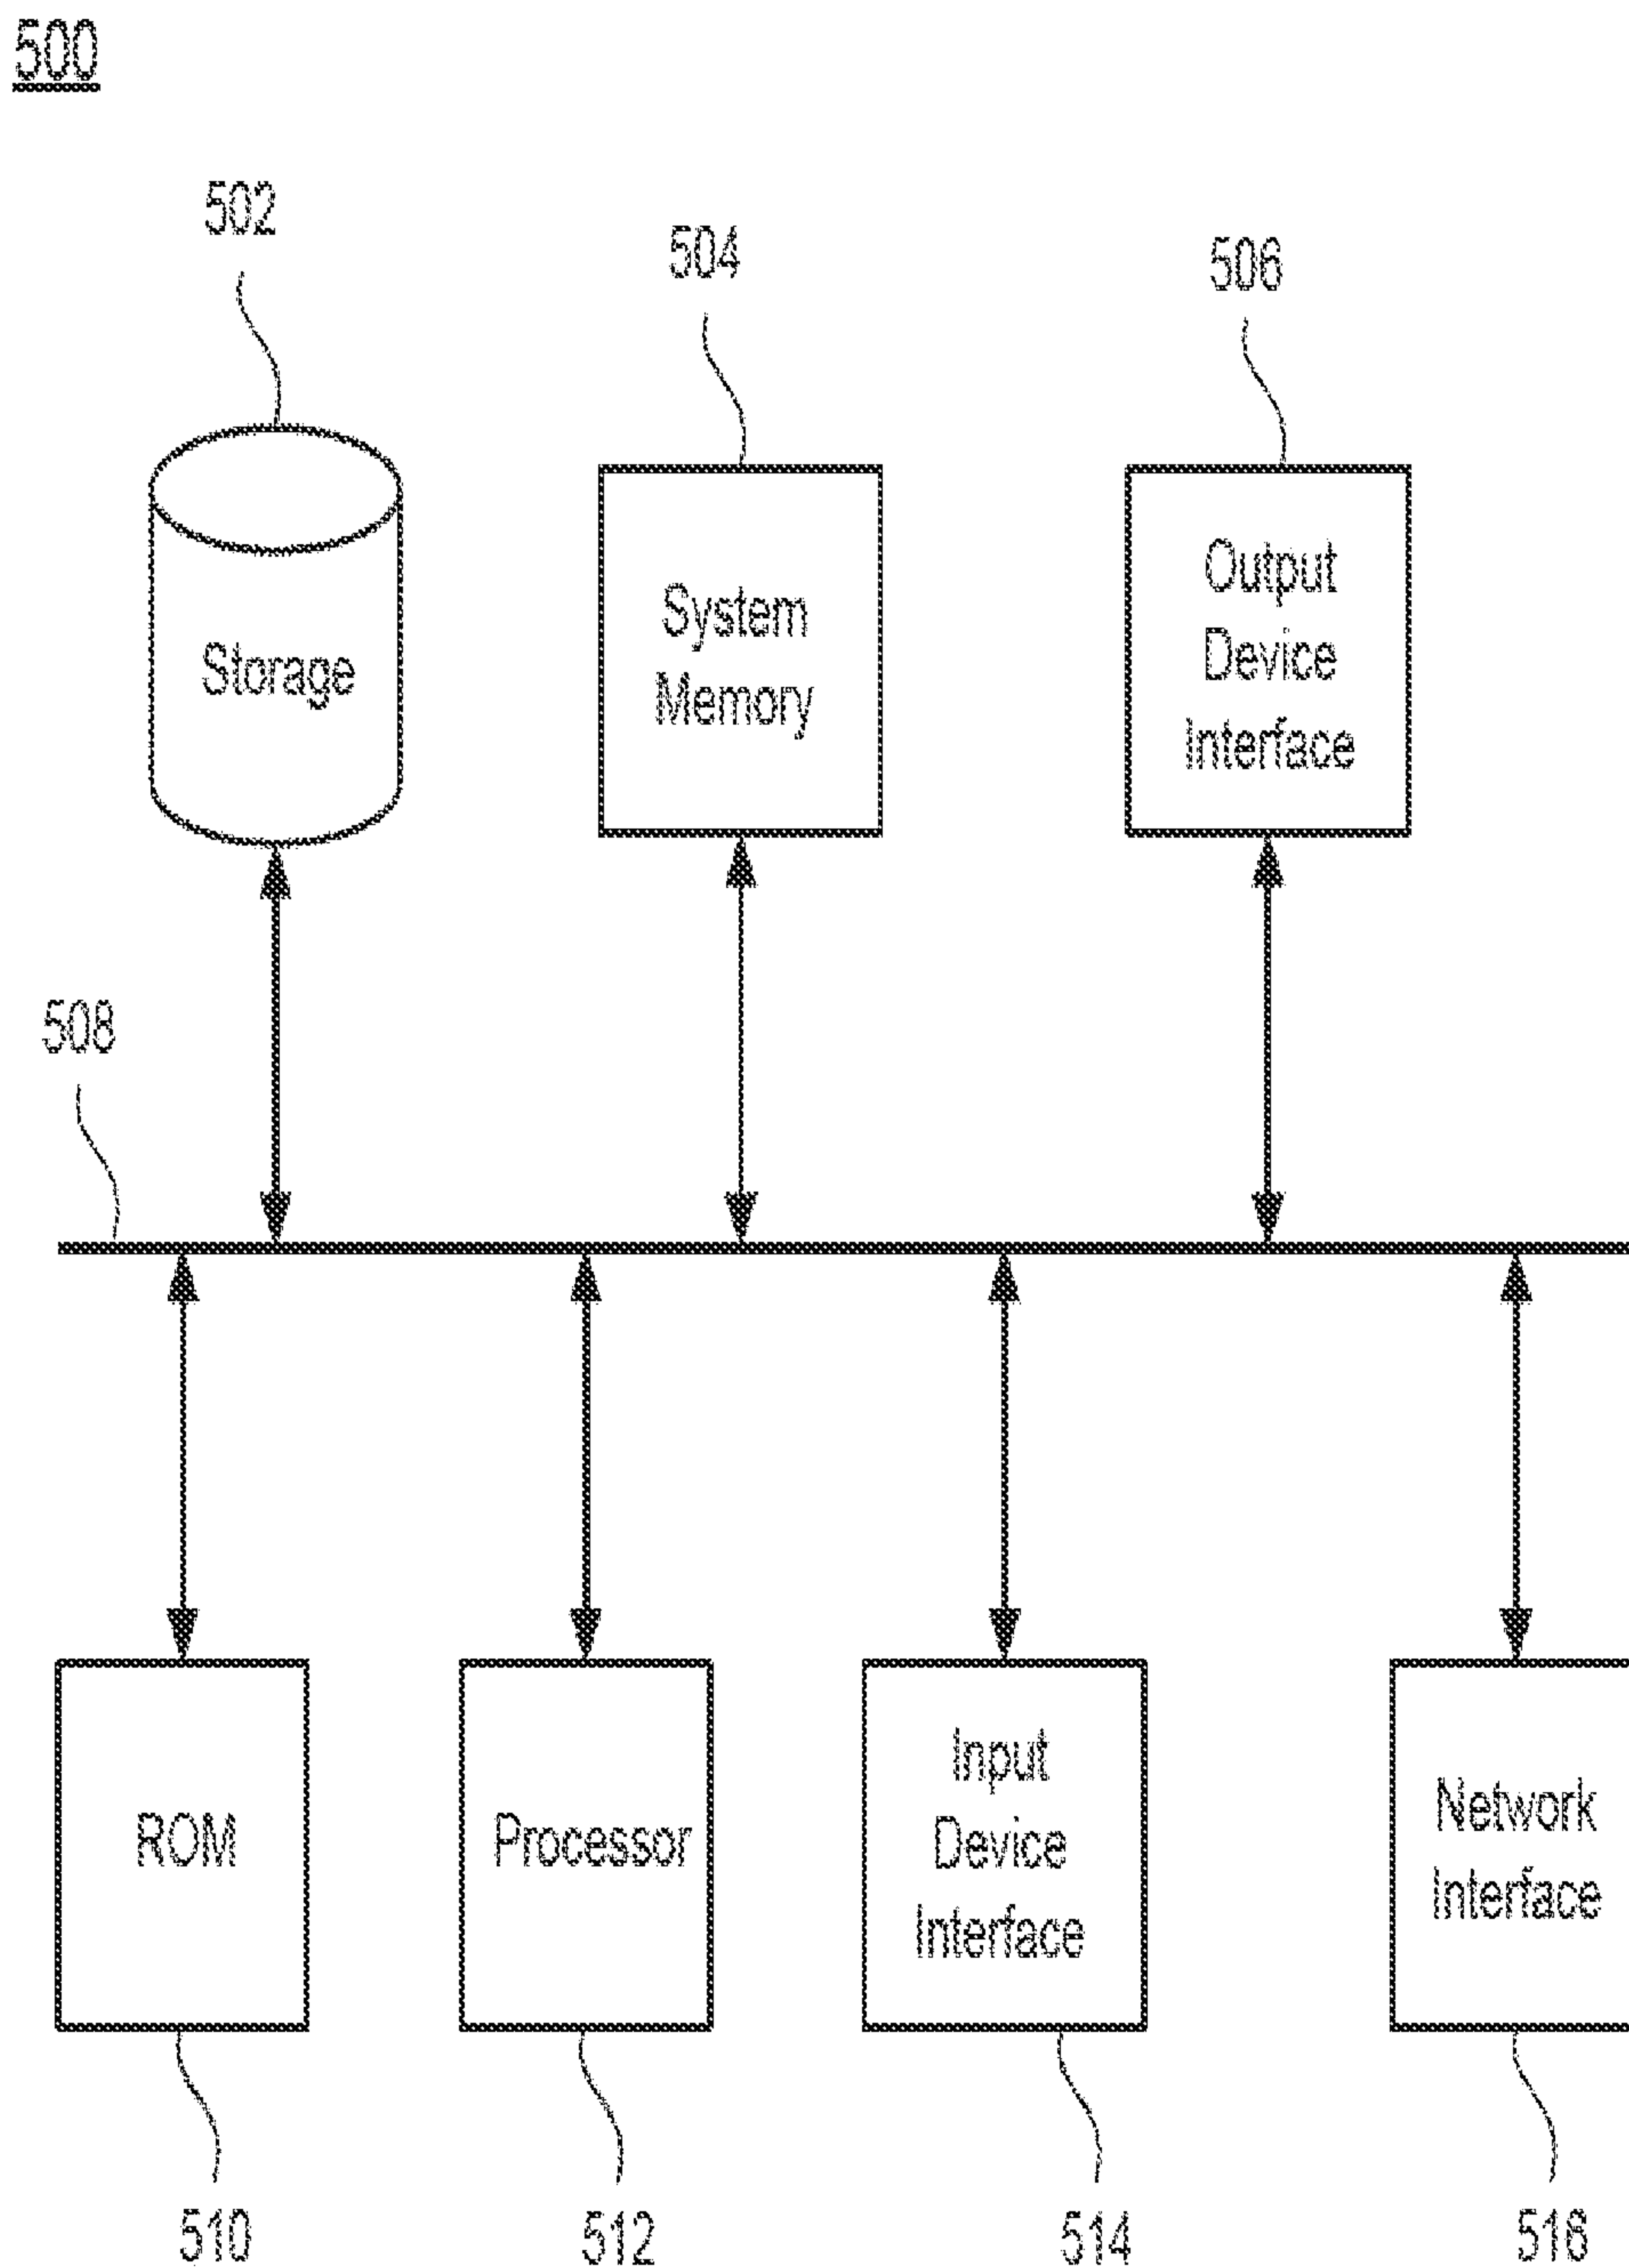 500
502
504
506
Storage
System
Memory
Output
Device
Interface
508
ROM
Processor
Input
Device
Interface
Network
Interface
510
512
514
516